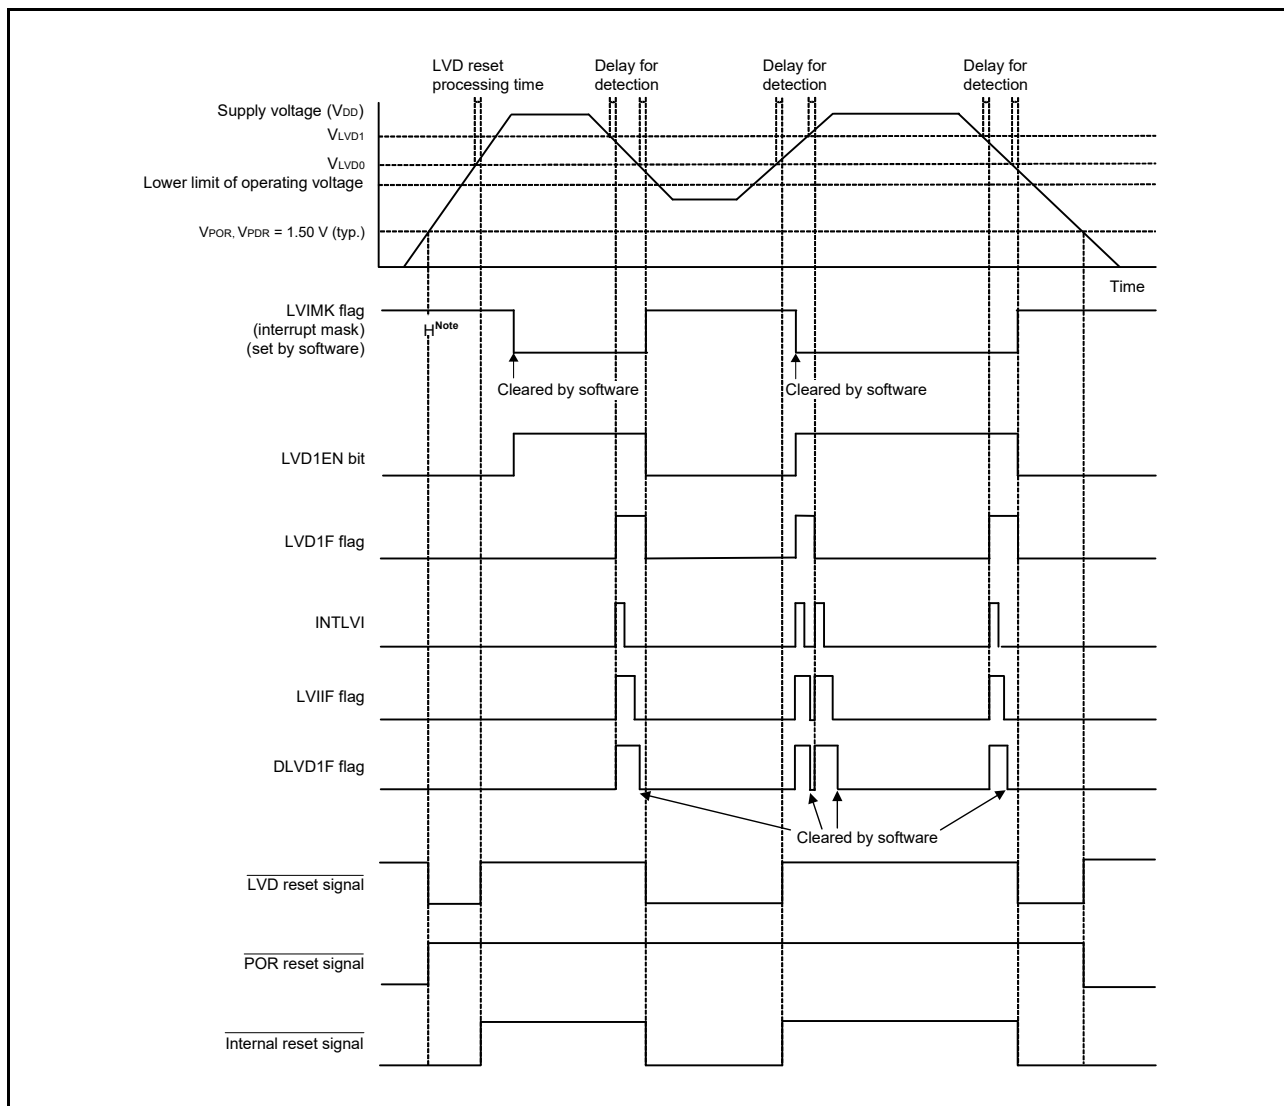 LVD reset
processing time
Delay for
detection
Delay for
detection
Delay for
detection
Supply voltage (VDD)
VLVD1
VLVD0
Lower limit of operating voltage
VPOR, VPDR = 1.50 V (typ.)
Time
LVIMK flag
(interrupt mask)
(set by software)
HNote
Cleared by software
Cleared by software
LVD1EN bit
LVD1F flag
INTLVI
LVIIF flag
DLVD1F flag
Cleared by software
LVD reset signal
POR reset signal
Internal reset signal